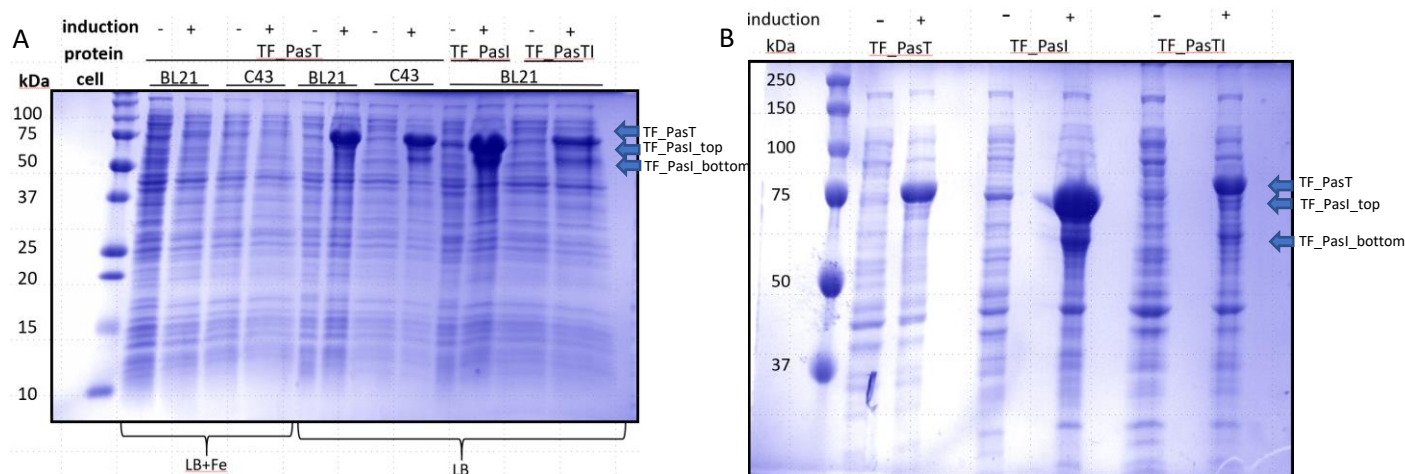 A
induction - + - + - + - + - + - +
protein TF_PasT TF_PasI TF_PasTI
kDa cell BL21 C43 BL21 C43 BL21
100
75
50
37
25
20
15
10
TF_PasT
TF_PasI_top
TF_PasI_bottom
LB+Fe LB
B
induction - + - + - +
kDa TF_PasT TF_PasI TF_PasTI
250
150
100
75
50
37
TF_PasT
TF_PasI_top
TF_PasI_bottom